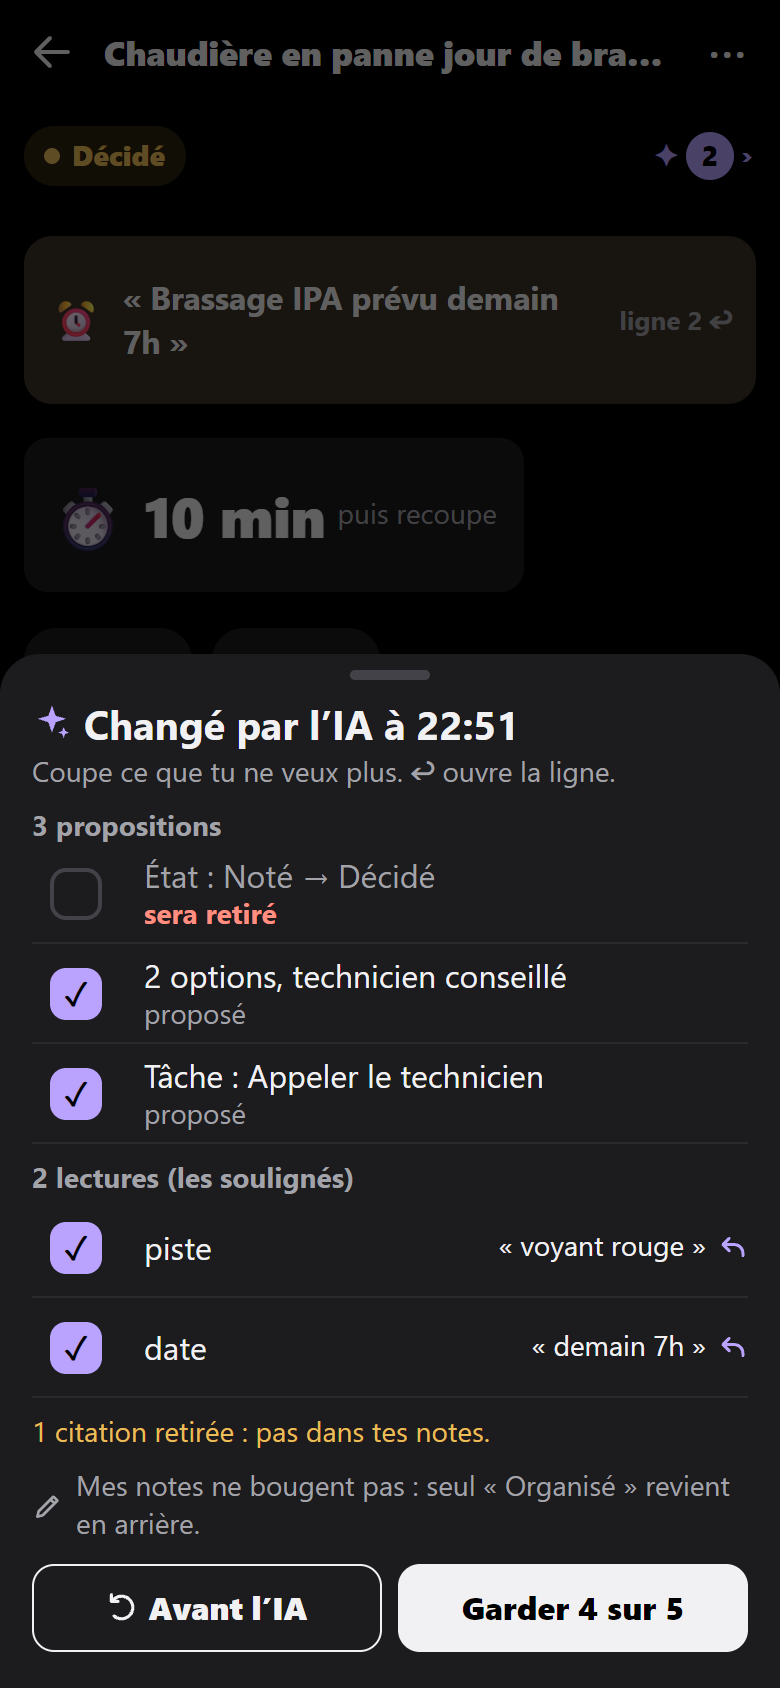 Chaudière en panne jour de bra...
Décidé
2 ›
« Brassage IPA prévu demain
7h »
ligne 2 ↩
10 min puis recoupe
Changé par l’IA à 22:51
Coupe ce que tu ne veux plus. ↩ ouvre la ligne.
3 propositions
État : Noté → Décidé
sera retiré
2 options, technicien conseillé
proposé
Tâche : Appeler le technicien
proposé
2 lectures (les soulignés)
piste « voyant rouge »
date « demain 7h »
1 citation retirée : pas dans tes notes.
Mes notes ne bougent pas : seul « Organisé » revient
en arrière.
Avant l’IA
Garder 4 sur 5